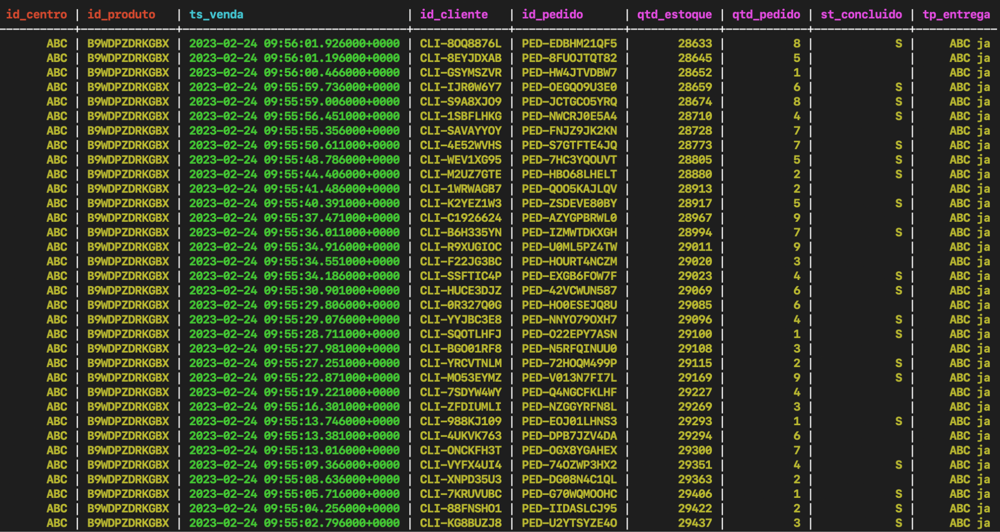 id_centro | id_produto | ts_venda | id_cliente | id_pedido | qtd_estoque | qtd_pedido | st_concluido | tp_entrega
ABC | B9WDPZDRKGBX | 2023-02-24 09:56:01.926000+0000 | CLI-8OQ8876L | PED-EDBHM21QF5 | 28633 | 8 | S | ABC ja
ABC | B9WDPZDRKGBX | 2023-02-24 09:56:01.196000+0000 | CLI-8EYJDXAB | PED-8FUOJTQT82 | 28645 | 5 | | ABC ja
ABC | B9WDPZDRKGBX | 2023-02-24 09:56:00.466000+0000 | CLI-GSYMSZVR | PED-HW4JTVDBW7 | 28652 | 1 | | ABC ja
ABC | B9WDPZDRKGBX | 2023-02-24 09:55:59.736000+0000 | CLI-IJR0W6Y7 | PED-OEGQO9U3E0 | 28659 | 6 | S | ABC ja
ABC | B9WDPZDRKGBX | 2023-02-24 09:55:59.006000+0000 | CLI-S9A8XJO9 | PED-JCTGCO5YRQ | 28674 | 8 | S | ABC ja
ABC | B9WDPZDRKGBX | 2023-02-24 09:55:56.451000+0000 | CLI-1SBFLHKG | PED-NWCRJ0E5A4 | 28710 | 4 | S | ABC ja
ABC | B9WDPZDRKGBX | 2023-02-24 09:55:55.356000+0000 | CLI-SAVAYYOY | PED-FNJZ9JK2KN | 28728 | 7 | | ABC ja
ABC | B9WDPZDRKGBX | 2023-02-24 09:55:50.611000+0000 | CLI-4E52WVHS | PED-S7GTFTE4JQ | 28773 | 7 | S | ABC ja
ABC | B9WDPZDRKGBX | 2023-02-24 09:55:48.786000+0000 | CLI-WEV1XG95 | PED-7HC3YQOUVT | 28805 | 5 | S | ABC ja
ABC | B9WDPZDRKGBX | 2023-02-24 09:55:44.406000+0000 | CLI-M2UZ7GTE | PED-HBO68LHELT | 28880 | 2 | S | ABC ja
ABC | B9WDPZDRKGBX | 2023-02-24 09:55:41.486000+0000 | CLI-1WRWAGB7 | PED-QOO5KAJLQV | 28913 | 2 | | ABC ja
ABC | B9WDPZDRKGBX | 2023-02-24 09:55:40.391000+0000 | CLI-K2YEZ1W3 | PED-ZSDEVE80BY | 28917 | 5 | S | ABC ja
ABC | B9WDPZDRKGBX | 2023-02-24 09:55:37.471000+0000 | CLI-C1926624 | PED-AZYGPBRWL0 | 28967 | 9 | | ABC ja
ABC | B9WDPZDRKGBX | 2023-02-24 09:55:36.011000+0000 | CLI-B6H335YN | PED-IZMWTDKXGH | 28994 | 7 | S | ABC ja
ABC | B9WDPZDRKGBX | 2023-02-24 09:55:34.916000+0000 | CLI-R9XUGIOC | PED-U0ML5PZ4TW | 29011 | 9 | | ABC ja
ABC | B9WDPZDRKGBX | 2023-02-24 09:55:34.551000+0000 | CLI-F22JG3BC | PED-HOURT4NCZM | 29020 | 3 | | ABC ja
ABC | B9WDPZDRKGBX | 2023-02-24 09:55:34.186000+0000 | CLI-SSFTIC4P | PED-EXGB6FOW7F | 29023 | 4 | S | ABC ja
ABC | B9WDPZDRKGBX | 2023-02-24 09:55:30.901000+0000 | CLI-HUCE3DJZ | PED-42VCWUN587 | 29069 | 6 | S | ABC ja
ABC | B9WDPZDRKGBX | 2023-02-24 09:55:29.806000+0000 | CLI-0R327Q0G | PED-HO0ESEJQ8U | 29085 | 6 | | ABC ja
ABC | B9WDPZDRKGBX | 2023-02-24 09:55:29.076000+0000 | CLI-YYJBC3E8 | PED-NNYO79OXH7 | 29096 | 4 | S | ABC ja
ABC | B9WDPZDRKGBX | 2023-02-24 09:55:28.711000+0000 | CLI-SQOTLHFJ | PED-O22EPY7ASN | 29100 | 1 | S | ABC ja
ABC | B9WDPZDRKGBX | 2023-02-24 09:55:27.981000+0000 | CLI-BGO01RF8 | PED-N5RFQINUU0 | 29108 | 3 | | ABC ja
ABC | B9WDPZDRKGBX | 2023-02-24 09:55:27.251000+0000 | CLI-YRCVTNLM | PED-72HOQM499P | 29115 | 2 | S | ABC ja
ABC | B9WDPZDRKGBX | 2023-02-24 09:55:22.871000+0000 | CLI-MO53EYMZ | PED-V013N7FI7L | 29169 | 9 | S | ABC ja
ABC | B9WDPZDRKGBX | 2023-02-24 09:55:19.221000+0000 | CLI-7SDYW4WY | PED-Q4NGCFKLHF | 29227 | 4 | | ABC ja
ABC | B9WDPZDRKGBX | 2023-02-24 09:55:16.301000+0000 | CLI-ZFDIUMLI | PED-NZGGYRFN8L | 29269 | 3 | | ABC ja
ABC | B9WDPZDRKGBX | 2023-02-24 09:55:13.746000+0000 | CLI-988KJ109 | PED-EOJ01LHNS3 | 29293 | 1 | S | ABC ja
ABC | B9WDPZDRKGBX | 2023-02-24 09:55:13.381000+0000 | CLI-4UKVK763 | PED-DPB7JZV4DA | 29294 | 6 | | ABC ja
ABC | B9WDPZDRKGBX | 2023-02-24 09:55:13.016000+0000 | CLI-ONCKFH3T | PED-OGX8YGAHEX | 29300 | 7 | | ABC ja
ABC | B9WDPZDRKGBX | 2023-02-24 09:55:09.366000+0000 | CLI-VYFX4UI4 | PED-74OZWP3HX2 | 29351 | 4 | S | ABC ja
ABC | B9WDPZDRKGBX | 2023-02-24 09:55:08.636000+0000 | CLI-XNPD35U3 | PED-DG08N4C1QL | 29363 | 2 | | ABC ja
ABC | B9WDPZDRKGBX | 2023-02-24 09:55:05.716000+0000 | CLI-7KRUVUBC | PED-G70WQMOOHC | 29406 | 1 | S | ABC ja
ABC | B9WDPZDRKGBX | 2023-02-24 09:55:04.256000+0000 | CLI-88FNSHO1 | PED-IIDASLCJ95 | 29422 | 2 | S | ABC ja
ABC | B9WDPZDRKGBX | 2023-02-24 09:55:02.796000+0000 | CLI-KG8BUZJ8 | PED-U2YTSYZE4O | 29437 | 3 | S | ABC ja